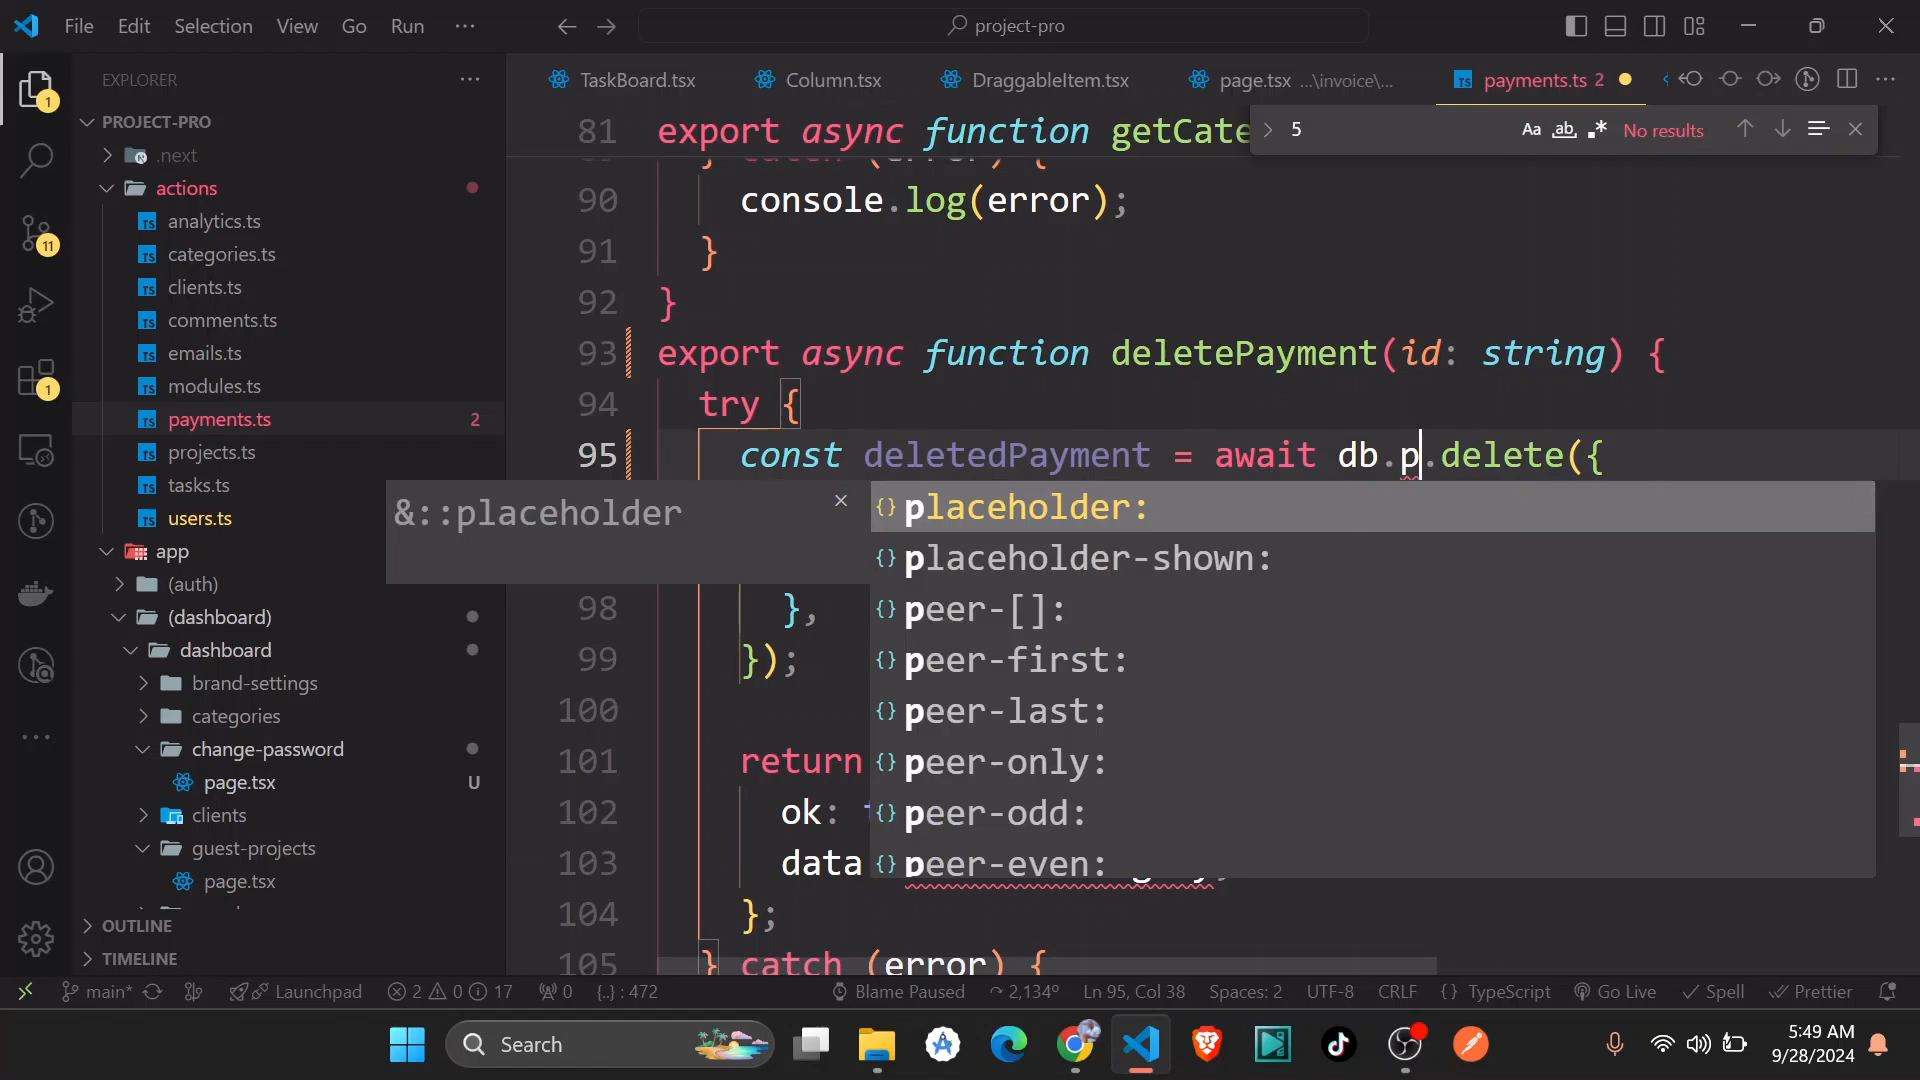 File Edit Selection View Go Run ···
project-pro
EXPLORER
PROJECT-PRO
.next
actions
analytics.ts
categories.ts
clients.ts
comments.ts
emails.ts
modules.ts
payments.ts 2
projects.ts
tasks.ts
users.ts
app
(auth)
(dashboard)
dashboard
brand-settings
categories
change-password
page.tsx U
clients
guest-projects
page.tsx
OUTLINE
TIMELINE
1
11
1
TaskBoard.tsx Column.tsx DraggableItem.tsx page.tsx ...\invoice\... payments.ts 2
5 Aa ab .* No results
81 export async function getCate
} catch (error) {
90 console.log(error);
91 }
92 }
93 export async function deletePayment(id: string) {
94 try {
95 const deletedPayment = await db.p.delete({
&::placeholder
placeholder:
placeholder-shown:
peer-[]:
peer-first:
peer-last:
peer-only:
peer-odd:
peer-even:
98 },
99 });
100
101 return
102 ok:
103 data
104 };
105 } catch (error) {
main* Launchpad 2 0 17 0 {..} : 472 Blame Paused 2,134° Ln 95, Col 38 Spaces: 2 UTF-8 CRLF {} TypeScript Go Live Spell Prettier
Search
5:49 AM
9/28/2024